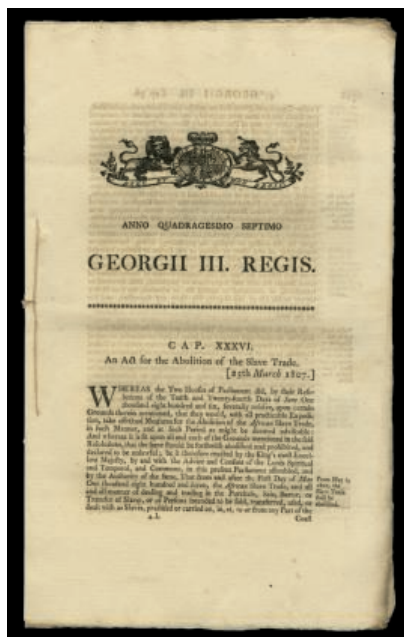 ANNO QUADRAGESIMO SEPTIMO
GEORGII III. REGIS.
CAP. XXXVI.
An Act for the Abolition of the Slave Trade.
[25th March 1807.]
WHEREAS the Two Houses of Parliament did, by their Reso-
lutions of the Tenth and Twenty-fourth Days of June One
thousand eight hundred and six, severally resolve, upon certain
Grounds therein mentioned, that they would, with all practicable Expedi-
tion, take effectual Measures for the Abolition of the African Slave Trade,
in such Manner, and at such Period as might be deemed adviseable:
And whereas it is fit upon all and each of the Grounds mentioned in the said
Resolutions, that the same should be forthwith abolished and prohibited, and
declared to be unlawful; be it therefore enacted by the King's most Excel-
lent Majesty, by and with the Advice and Consent of the Lords Spiritual
and Temporal, and Commons, in this present Parliament assembled, and
by the Authority of the same, That from and after the First Day of May
One thousand eight hundred and seven, the African Slave Trade, and all
and all manner of dealing and trading in the Purchase, Sale, Barter, or
Transfer of Slaves, or of Persons intended to be sold, transferred, used, or
dealt with as Slaves, practised or carried on, in, at, to or from any Part of the
Coast
From May 1,
1807, the
Slave Trade
shall be
abolished.